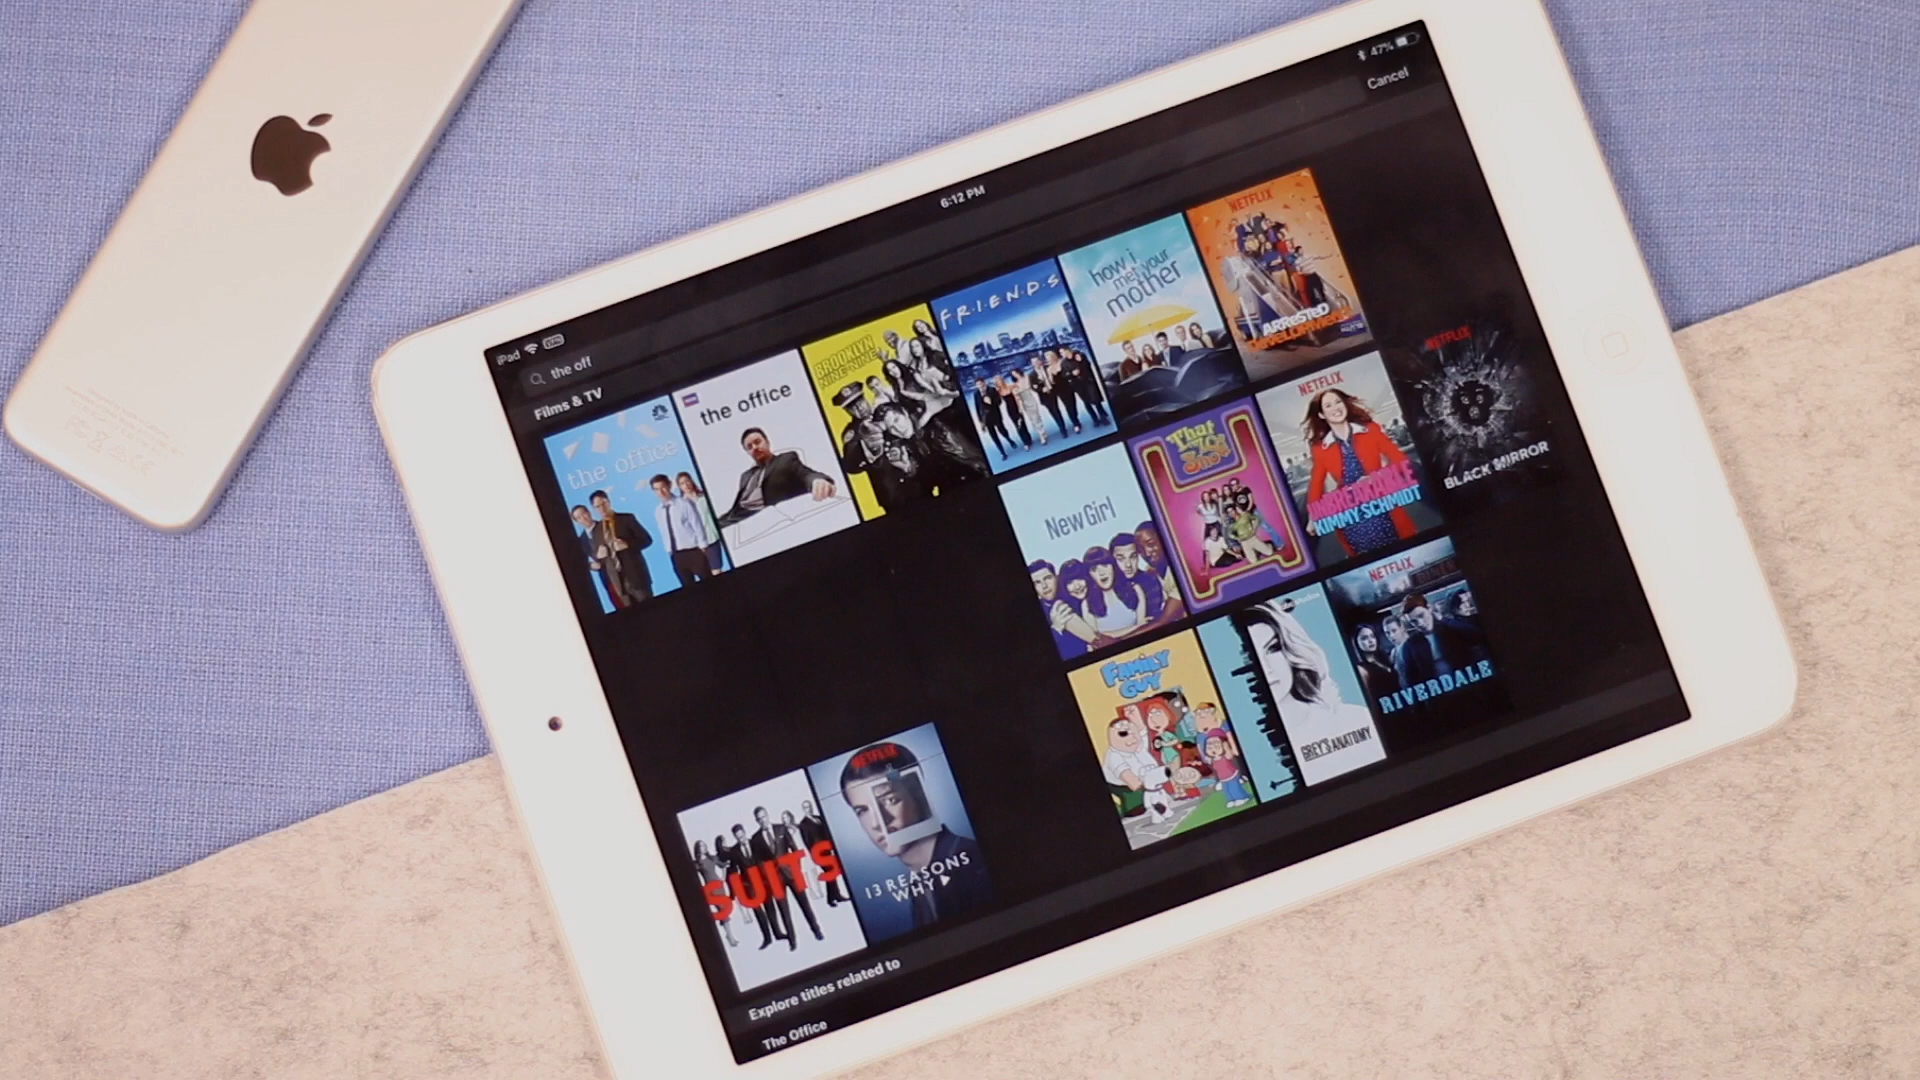 iPad VPN
6:12 PM
47%
the off
Cancel
Films & TV
the office
the office
BROOKLYN
NINE-NINE
F·R·I·E·N·D·S
how i
met your
mother
NETFLIX
ARRESTED
DEVELOPMENT
New Girl
That
'70s
Show
NETFLIX
UNBREAKABLE
KIMMY SCHMIDT
NETFLIX
BLACK MIRROR
SUITS
NETFLIX
13 REASONS
WHY
FAMILY
GUY
GREY'S ANATOMY
NETFLIX
RIVERDALE
Explore titles related to
The Office